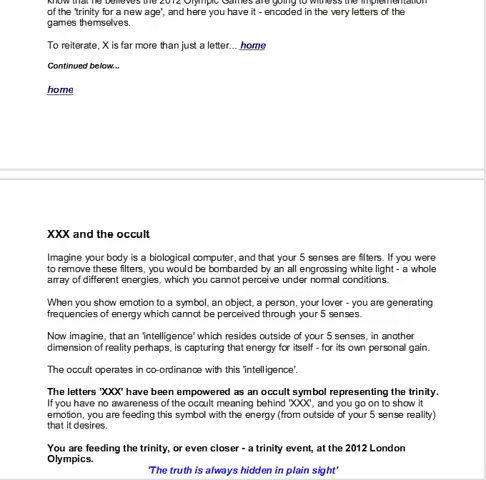 know that he believes the 2012 Olympic Games are going to witness the implementation
of the 'trinity for a new age', and here you have it - encoded in the very letters of the
games themselves.
To reiterate, X is far more than just a letter... home
Continued below...
home
XXX and the occult
Imagine your body is a biological computer, and that your 5 senses are filters. If you were
to remove these filters, you would be bombarded by an all engrossing white light - a whole
array of different energies, which you cannot perceive under normal conditions.
When you show emotion to a symbol, an object, a person, your lover - you are generating
frequencies of energy which cannot be perceived through your 5 senses.
Now imagine, that an 'intelligence' which resides outside of your 5 senses, in another
dimension of reality perhaps, is capturing that energy for itself - for its own personal gain.
The occult operates in co-ordinance with this 'intelligence'.
The letters 'XXX' have been empowered as an occult symbol representing the trinity.
If you have no awareness of the occult meaning behind 'XXX', and you go on to show it
emotion, you are feeding this symbol with the energy (from outside of your 5 sense reality)
that it desires.
You are feeding the trinity, or even closer - a trinity event, at the 2012 London
Olympics.
'The truth is always hidden in plain sight'